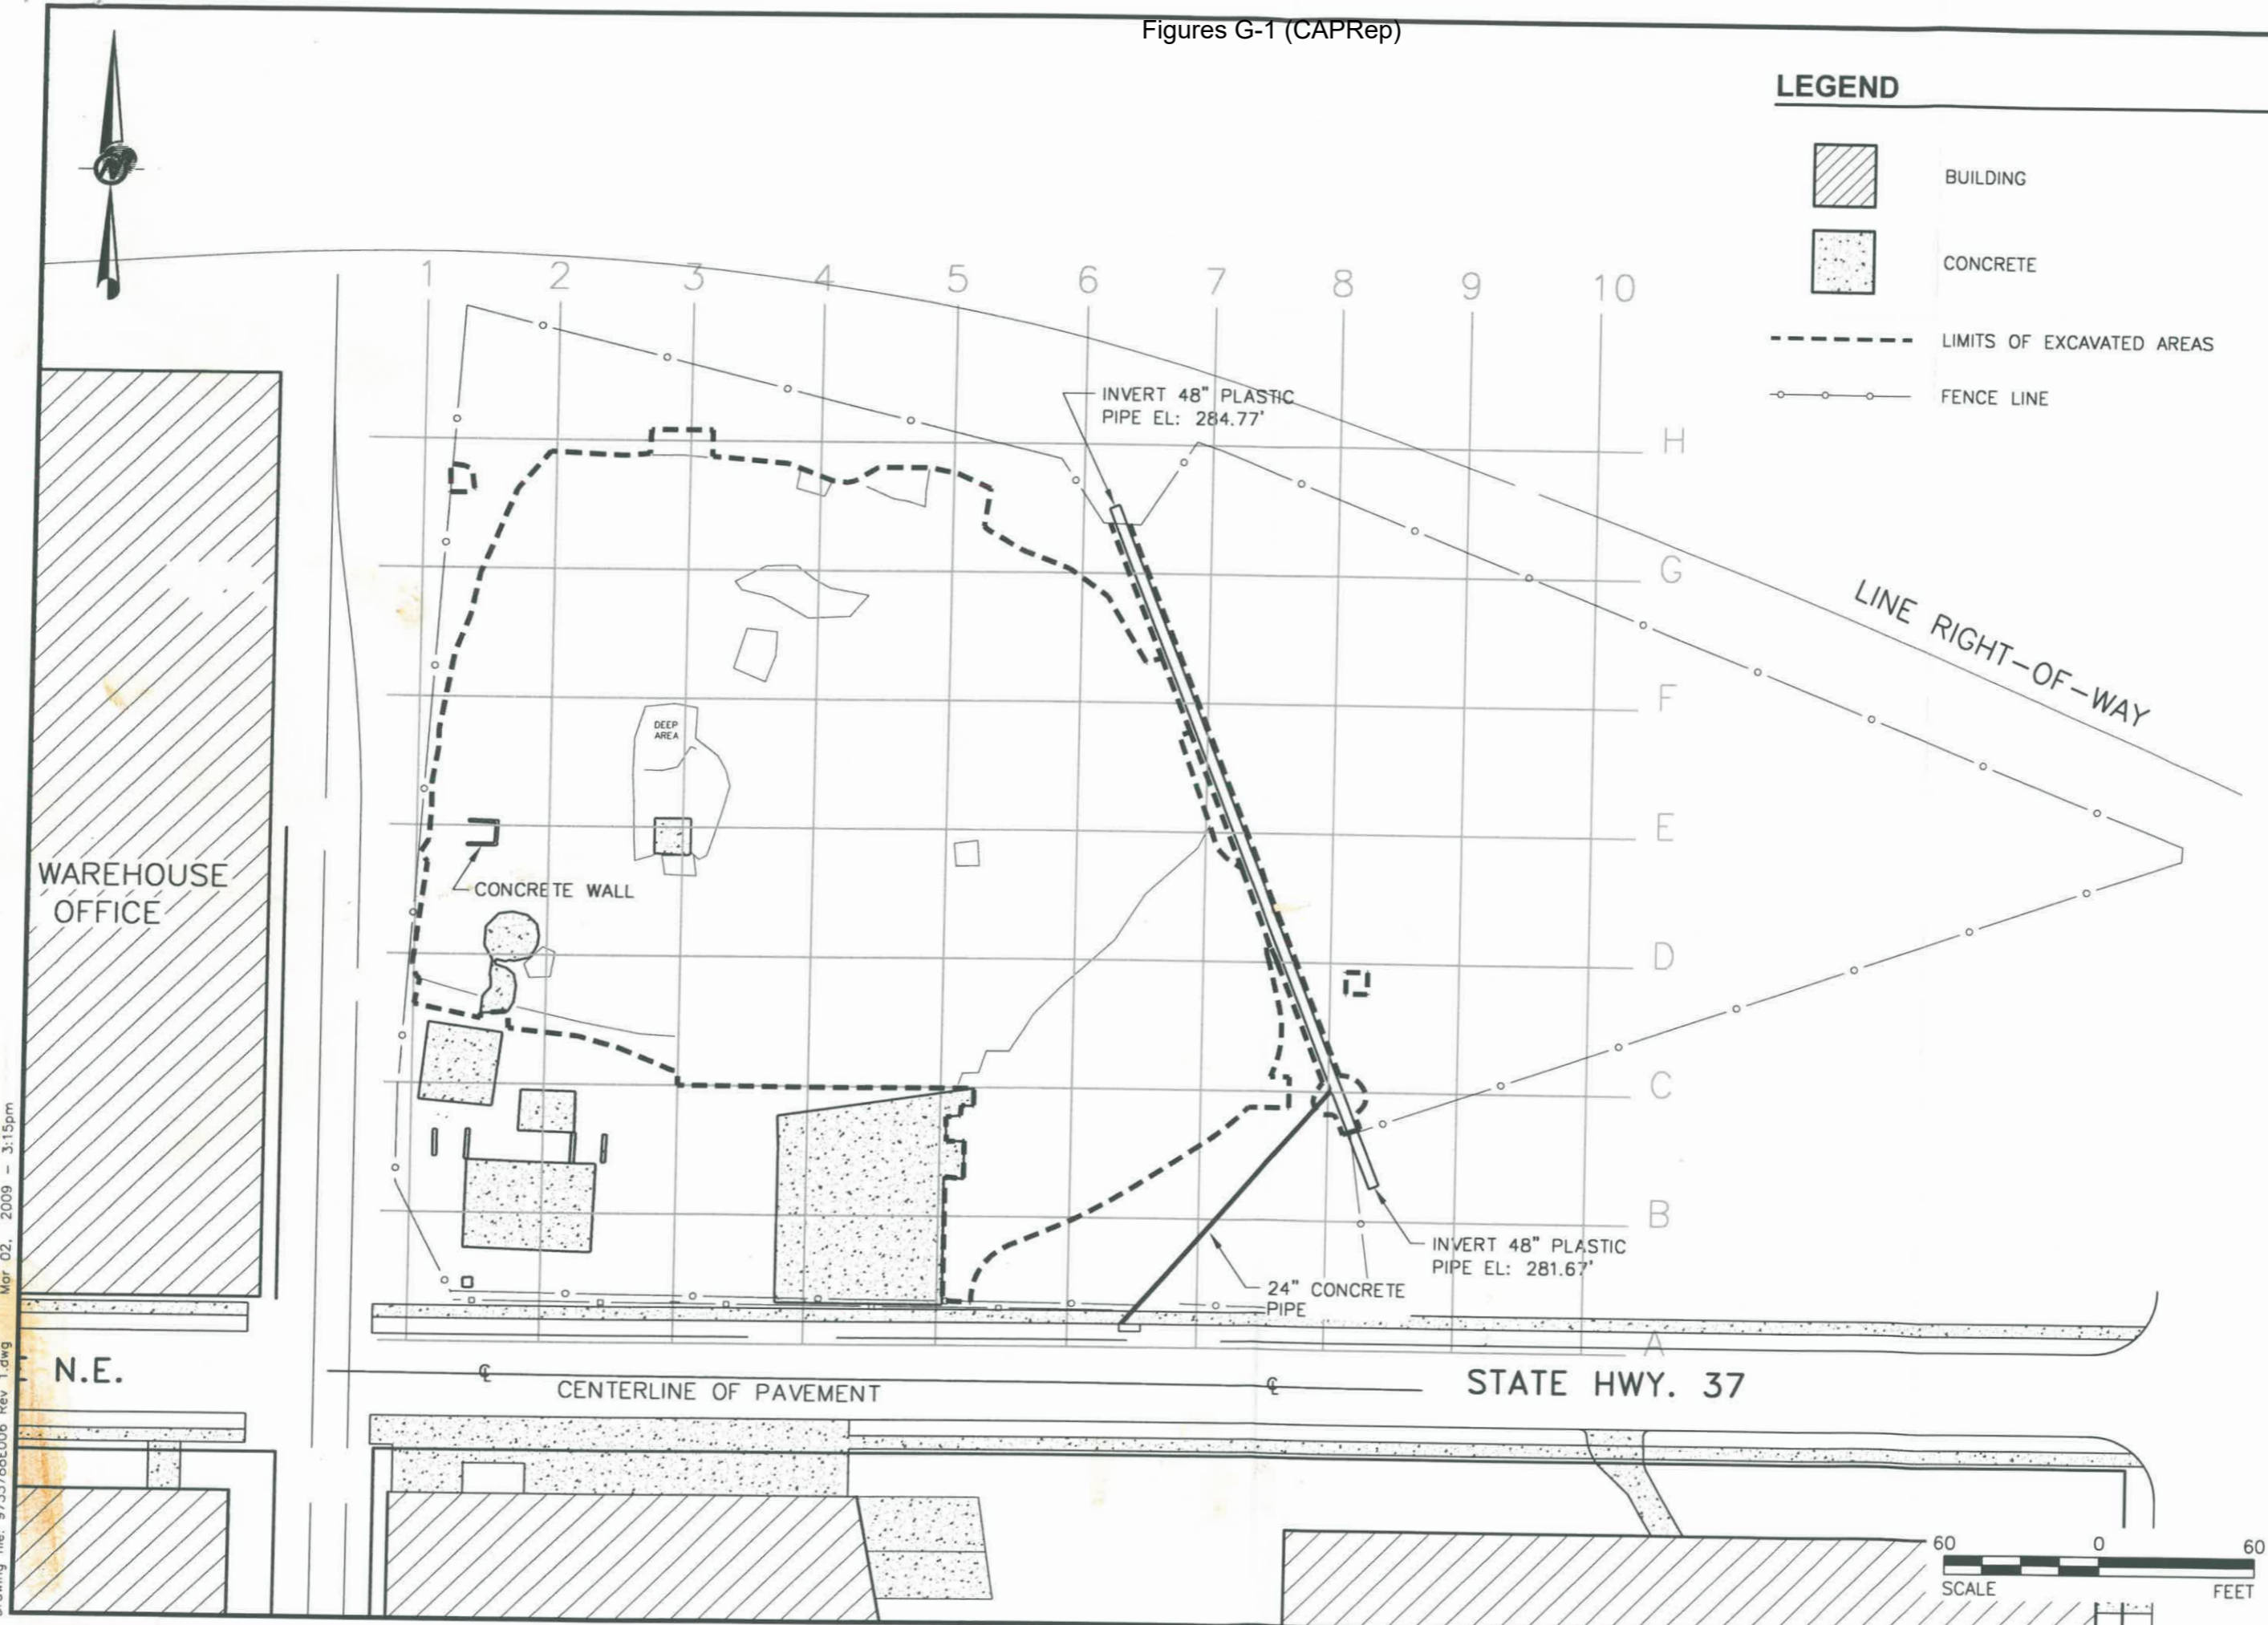 Figures G-1 (CAPRep)
LEGEND
BUILDING
CONCRETE
LIMITS OF EXCAVATED AREAS
FENCE LINE
N
1 2 3 4 5 6 7 8 9 10
INVERT 48" PLASTIC
PIPE EL: 284.77'
H
G
F
E
D
C
B
A
LINE RIGHT-OF-WAY
DEEP
AREA
WAREHOUSE
OFFICE
CONCRETE WALL
INVERT 48" PLASTIC
PIPE EL: 281.67'
24" CONCRETE
PIPE
N.E.
CENTERLINE OF PAVEMENT
STATE HWY. 37
60 0 60
SCALE FEET
Mar 02, 2009 - 3:15pm